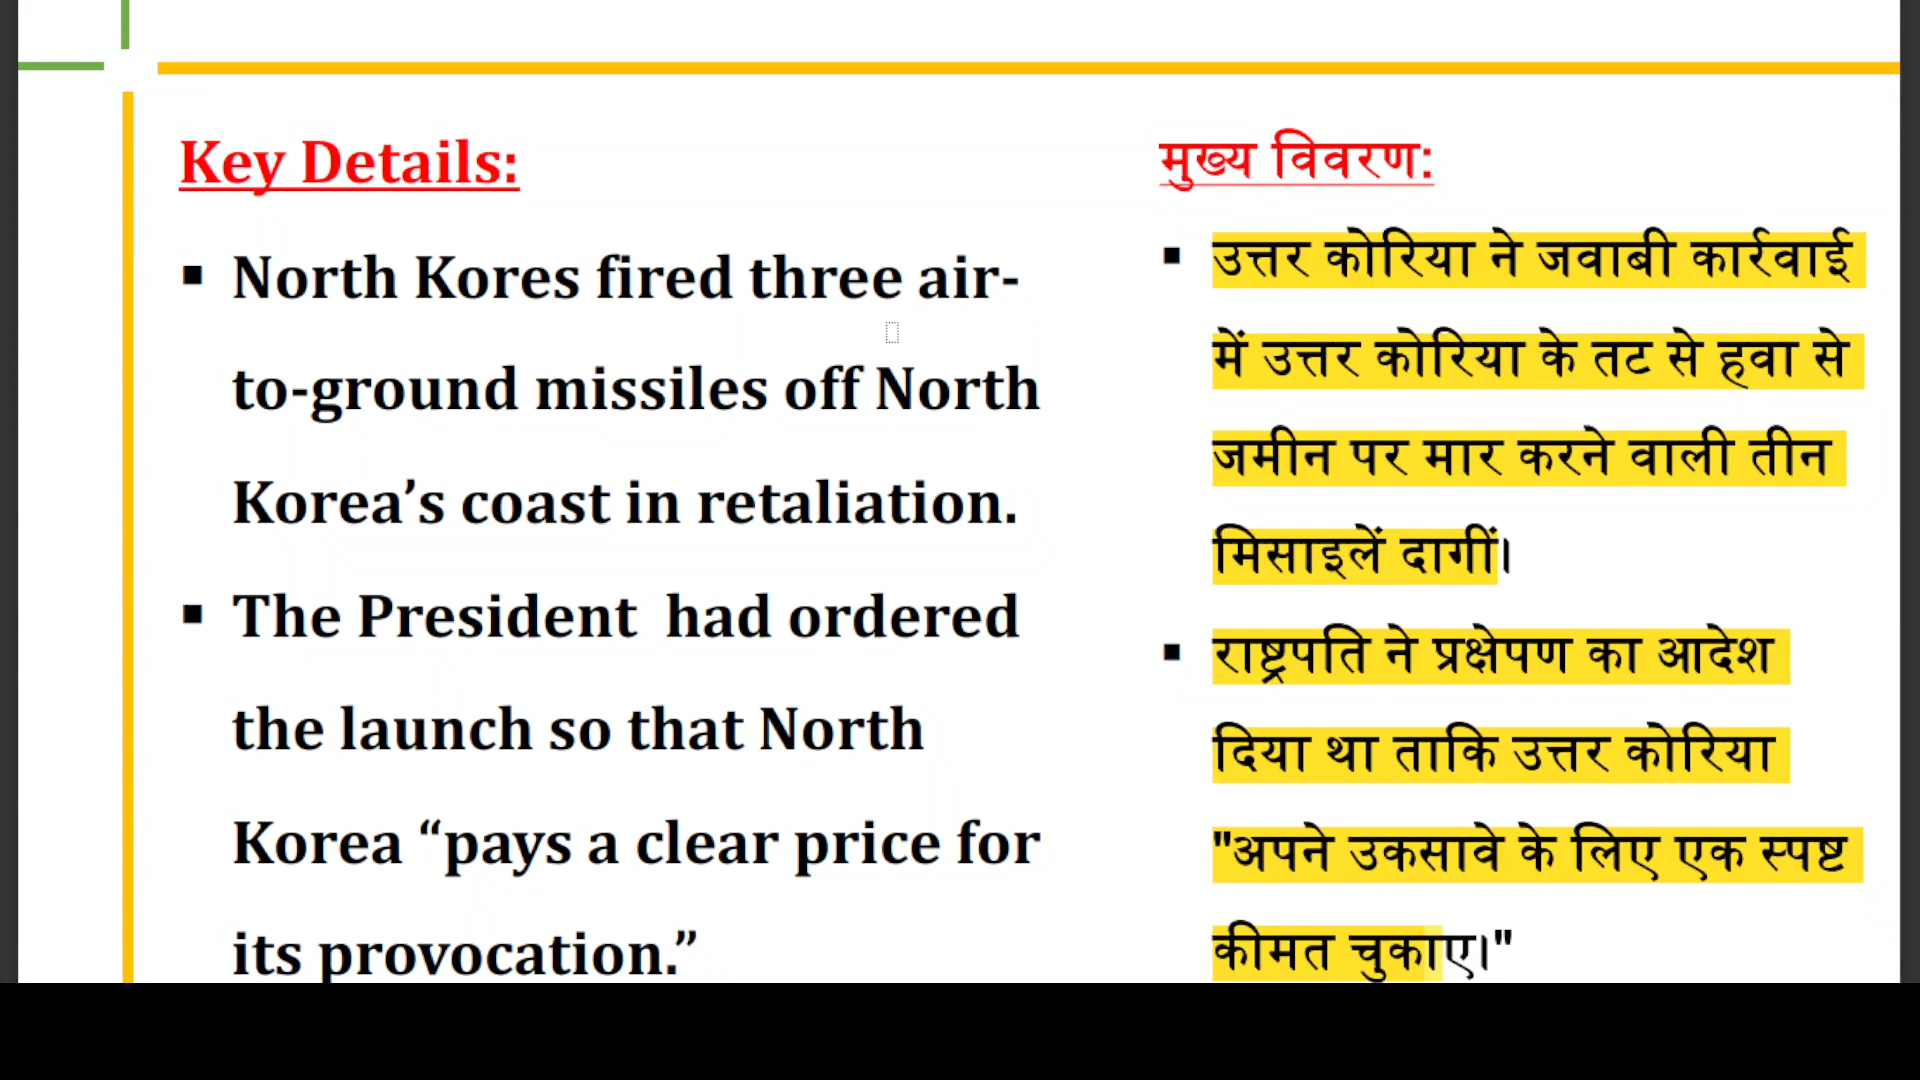 Key Details:
▪ North Kores fired three air-
to-ground missiles off North
Korea’s coast in retaliation.
▪ The President  had ordered
the launch so that North
Korea “pays a clear price for
its provocation.”
मुख्य विवरण:
▪ उत्तर कोरिया ने जवाबी कार्रवाई
में उत्तर कोरिया के तट से हवा से
जमीन पर मार करने वाली तीन
मिसाइलें दागीं।
▪ राष्ट्रपति ने प्रक्षेपण का आदेश
दिया था ताकि उत्तर कोरिया
"अपने उकसावे के लिए एक स्पष्ट
कीमत चुकाए।"